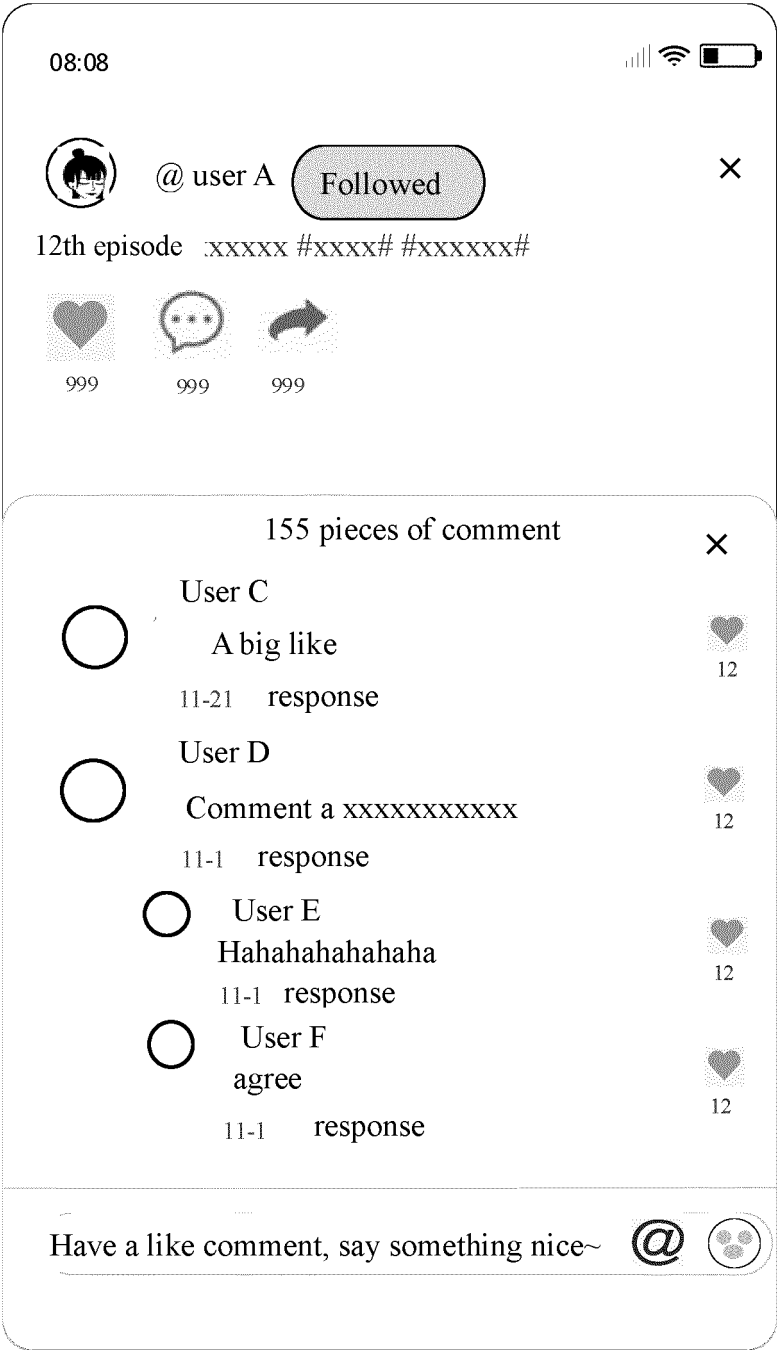 08:08
@ user A Followed ×
12th episode :xxxxx #xxxx# #xxxxxx#
999 999 999
155 pieces of comment ×
User C
A big like
12
11-21 response
User D
Comment a xxxxxxxxxxx
12
11-1 response
User E
Hahahahahahaha
12
11-1 response
User F
agree
12
11-1 response
Have a like comment, say something nice~ @